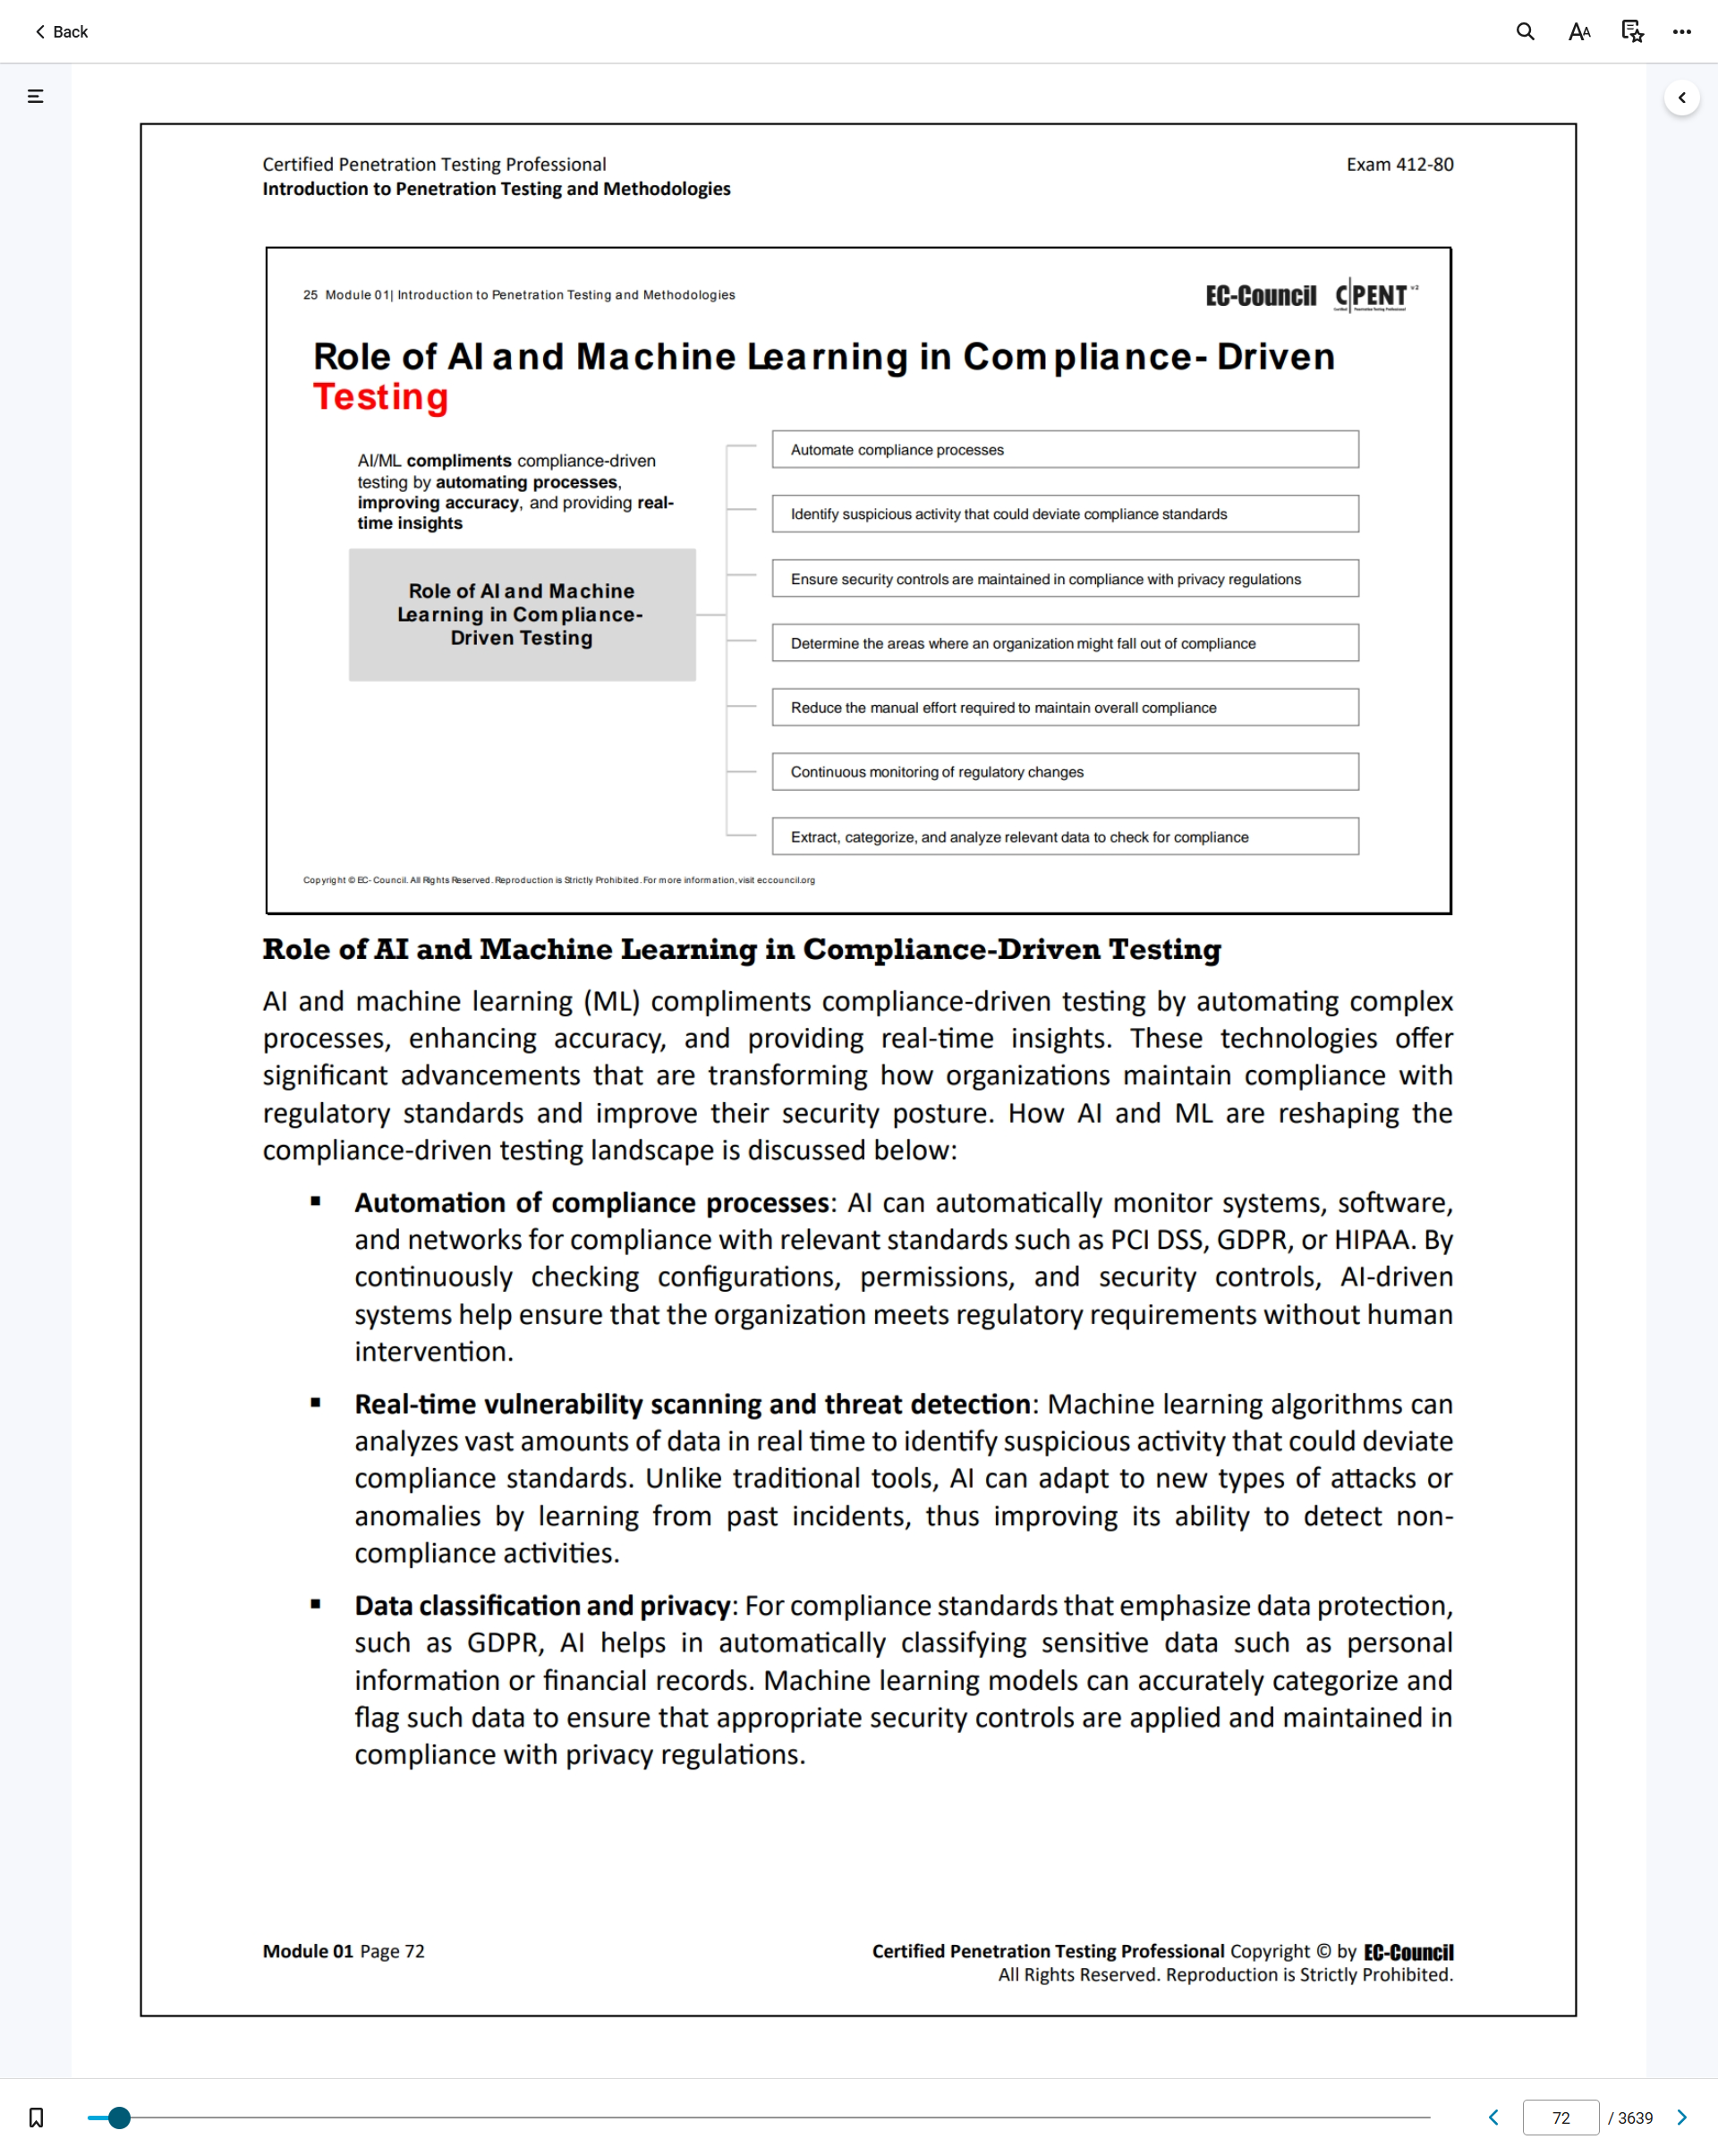 Back
Certified Penetration Testing Professional
Exam 412-80
Introduction to Penetration Testing and Methodologies
25 Module 01| Introduction to Penetration Testing and Methodologies
EC-Council C|PENT v2
Role of AI and Machine Learning in Compliance- Driven
Testing
AI/ML compliments compliance-driven
testing by automating processes,
improving accuracy, and providing real-
time insights
Role of AI and Machine
Learning in Compliance-
Driven Testing
Automate compliance processes
Identify suspicious activity that could deviate compliance standards
Ensure security controls are maintained in compliance with privacy regulations
Determine the areas where an organization might fall out of compliance
Reduce the manual effort required to maintain overall compliance
Continuous monitoring of regulatory changes
Extract, categorize, and analyze relevant data to check for compliance
Copyright © EC- Council. All Rights Reserved. Reproduction is Strictly Prohibited. For more information, visit eccouncil.org
Role of AI and Machine Learning in Compliance-Driven Testing
AI and machine learning (ML) compliments compliance-driven testing by automating complex
processes, enhancing accuracy, and providing real-time insights. These technologies offer
significant advancements that are transforming how organizations maintain compliance with
regulatory standards and improve their security posture. How AI and ML are reshaping the
compliance-driven testing landscape is discussed below:
▪ Automation of compliance processes: AI can automatically monitor systems, software,
and networks for compliance with relevant standards such as PCI DSS, GDPR, or HIPAA. By
continuously checking configurations, permissions, and security controls, AI-driven
systems help ensure that the organization meets regulatory requirements without human
intervention.
▪ Real-time vulnerability scanning and threat detection: Machine learning algorithms can
analyzes vast amounts of data in real time to identify suspicious activity that could deviate
compliance standards. Unlike traditional tools, AI can adapt to new types of attacks or
anomalies by learning from past incidents, thus improving its ability to detect non-
compliance activities.
▪ Data classification and privacy: For compliance standards that emphasize data protection,
such as GDPR, AI helps in automatically classifying sensitive data such as personal
information or financial records. Machine learning models can accurately categorize and
flag such data to ensure that appropriate security controls are applied and maintained in
compliance with privacy regulations.
Module 01 Page 72
Certified Penetration Testing Professional Copyright © by EC-Council
All Rights Reserved. Reproduction is Strictly Prohibited.
72 / 3639